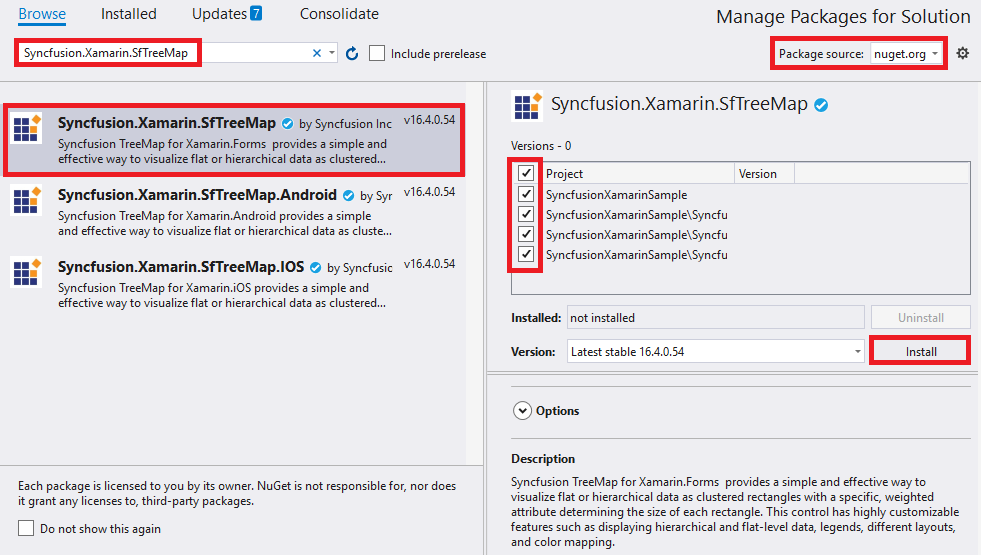 Browse Installed Updates 7 Consolidate
Manage Packages for Solution
Syncfusion.Xamarin.SfTreeMap
Include prerelease
Package source: nuget.org
Syncfusion.Xamarin.SfTreeMap by Syncfusion Inc v16.4.0.54
Syncfusion TreeMap for Xamarin.Forms provides a simple and
effective way to visualize flat or hierarchical data as clustered...
Syncfusion.Xamarin.SfTreeMap.Android by Syr v16.4.0.54
Syncfusion TreeMap for Xamarin.Android provides a simple
and effective way to visualize flat or hierarchical data as cluste...
Syncfusion.Xamarin.SfTreeMap.IOS by Syncfusic v16.4.0.54
Syncfusion TreeMap for Xamarin.iOS provides a simple and
effective way to visualize flat or hierarchical data as clustered...
Each package is licensed to you by its owner. NuGet is not responsible for, nor does
it grant any licenses to, third-party packages.
Do not show this again
Syncfusion.Xamarin.SfTreeMap
Versions - 0
Project Version
SyncfusionXamarinSample
SyncfusionXamarinSample\Syncfu
SyncfusionXamarinSample\Syncfu
SyncfusionXamarinSample\Syncfu
Installed: not installed Uninstall
Version: Latest stable 16.4.0.54 Install
Options
Description
Syncfusion TreeMap for Xamarin.Forms provides a simple and effective way to
visualize flat or hierarchical data as clustered rectangles with a specific, weighted
attribute determining the size of each rectangle. This control has highly customizable
features such as displaying hierarchical and flat-level data, legends, different layouts,
and color mapping.